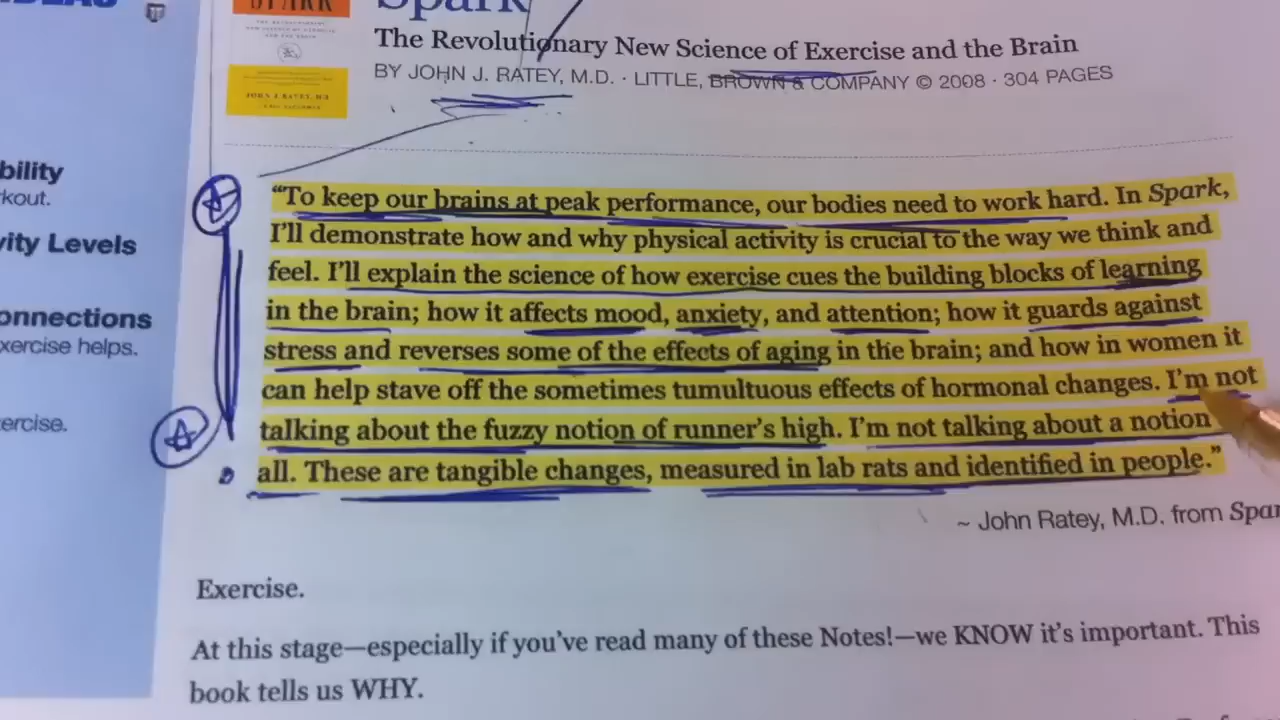 IDEAS
SPARK
Spark
The Revolutionary New Science of Exercise and the Brain
BY JOHN J. RATEY, M.D. · LITTLE, BROWN & COMPANY © 2008 · 304 PAGES
JOHN J. RATEY, MD
bility
kout.
vity Levels
onnections
xercise helps.
ercise.
“To keep our brains at peak performance, our bodies need to work hard. In Spark,
I’ll demonstrate how and why physical activity is crucial to the way we think and
feel. I’ll explain the science of how exercise cues the building blocks of learning
in the brain; how it affects mood, anxiety, and attention; how it guards against
stress and reverses some of the effects of aging in the brain; and how in women it
can help stave off the sometimes tumultuous effects of hormonal changes. I’m not
talking about the fuzzy notion of runner’s high. I’m not talking about a notion
all. These are tangible changes, measured in lab rats and identified in people.”
~ John Ratey, M.D. from Spar
Exercise.
At this stage—especially if you’ve read many of these Notes!—we KNOW it’s important. This
book tells us WHY.